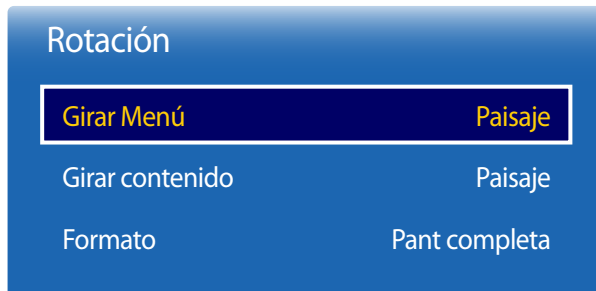 Rotación
Girar Menú Paisaje
Girar contenido Paisaje
Formato Pant completa